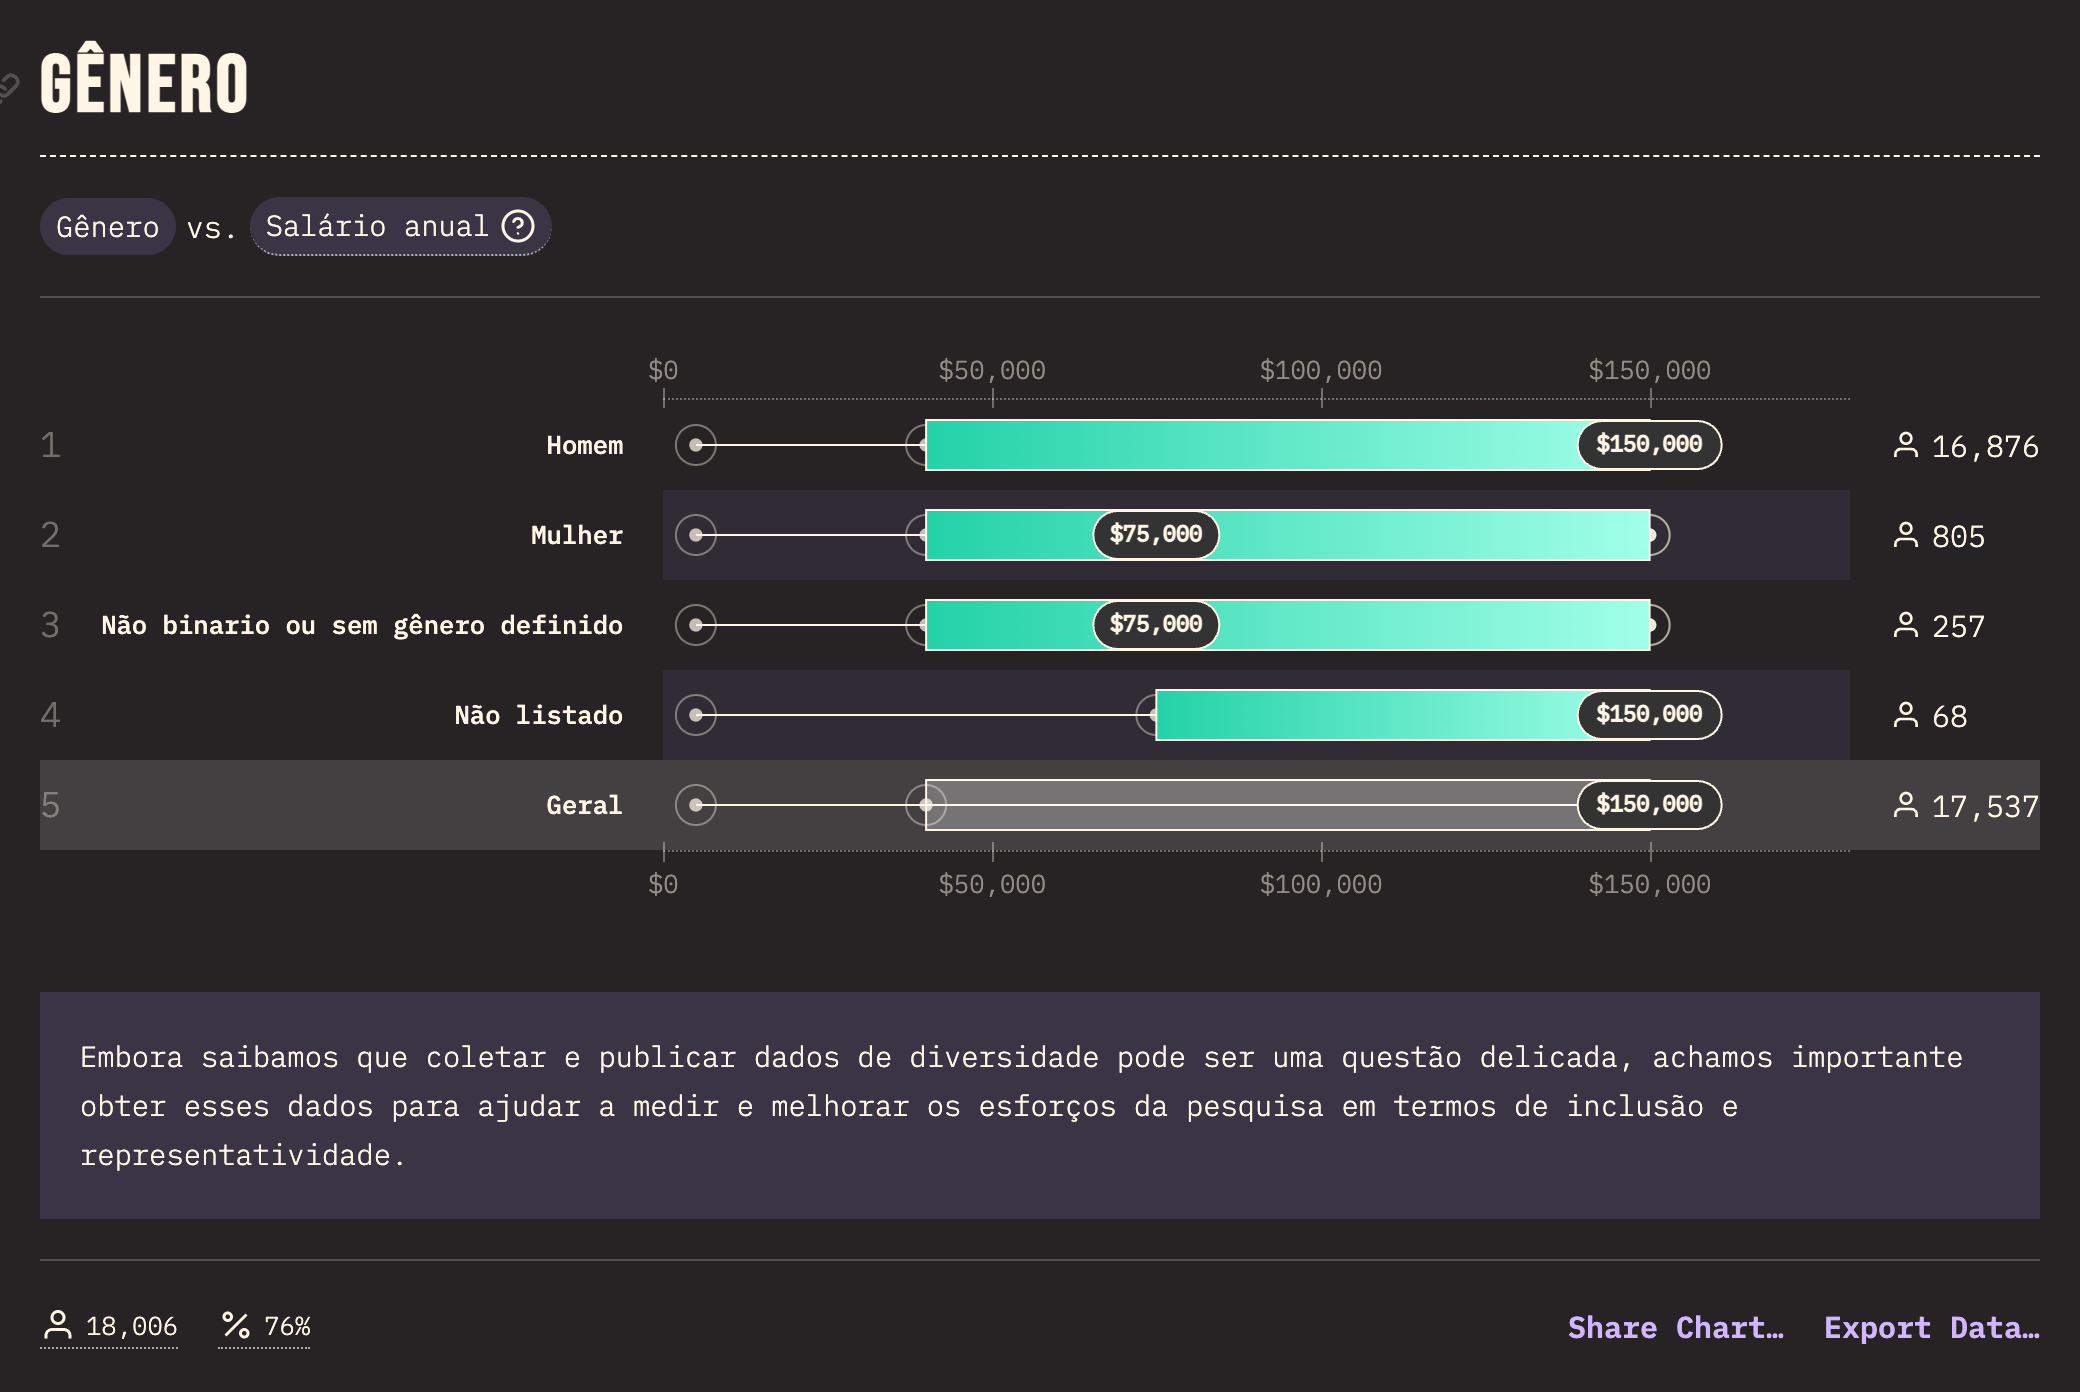 GÊNERO
Gênero vs. Salário anual ?
$0 $50,000 $100,000 $150,000
1 Homem $150,000 16,876
2 Mulher $75,000 805
3 Não binario ou sem gênero definido $75,000 257
4 Não listado $150,000 68
5 Geral $150,000 17,537
$0 $50,000 $100,000 $150,000
Embora saibamos que coletar e publicar dados de diversidade pode ser uma questão delicada, achamos importante
obter esses dados para ajudar a medir e melhorar os esforços da pesquisa em termos de inclusão e
representatividade.
18,006 % 76% Share Chart… Export Data…